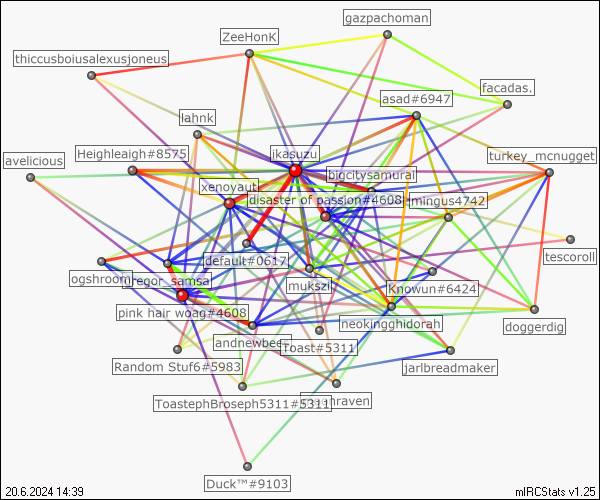 gazpachoman
ZeeHonK
thiccusboiusalexusjoneus
facadas.
asad#6947
lahnk
ikasuzu
avelicious
Heighleagh#8575
turkey_mcnugget
bigcitysamurai
xenoyaut
disaster of passion#4608
mingus4742
tescoroll
default#0617
ogshroom
gregor_samsa
mukszi
Knowun#6424
pink hair woag#4608
neokingghidorah
doggerdig
andrewbee
Toast#5311
Random Stuf6#5983
jarlbreadmaker
ToastephBroseph5311#5311
raven
Duck™#9103
20.6.2024 14:39
mIRCStats v1.25